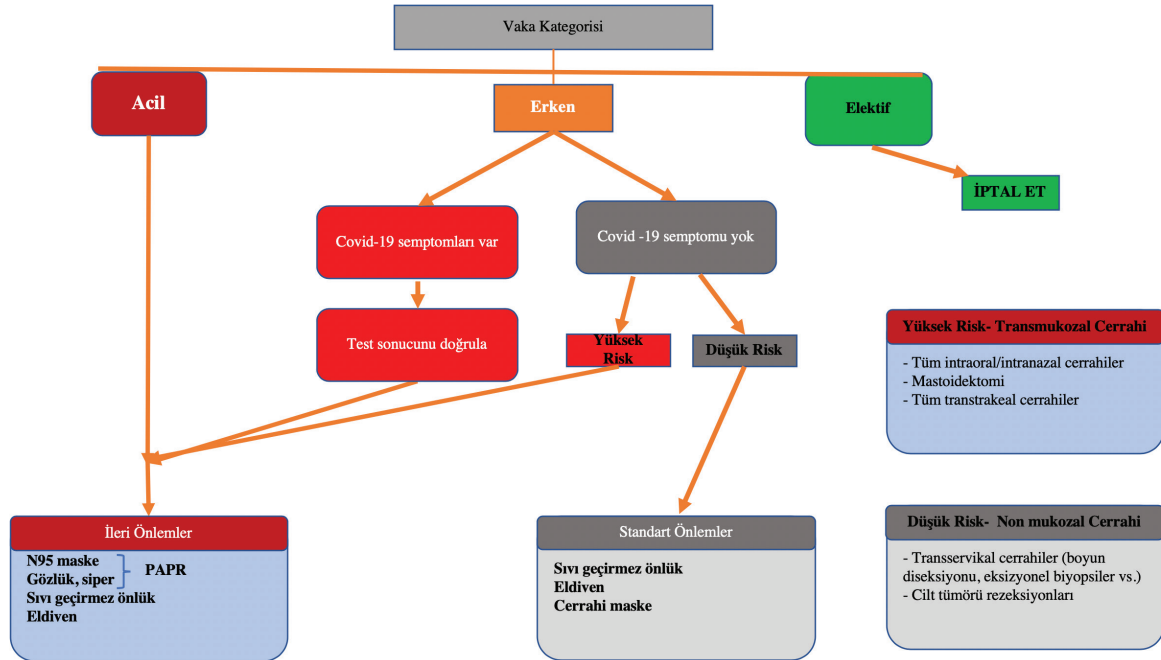 Vaka Kategorisi
Acil
Erken
Elektif
İPTAL ET
Covid-19 semptomları var
Covid -19 semptomu yok
Test sonucunu doğrula
Yüksek
Risk
Düşük Risk
Yüksek Risk- Transmukozal Cerrahi
- Tüm intraoral/intranazal cerrahiler
- Mastoidektomi
- Tüm transtrakeal cerrahiler
İleri Önlemler
N95 maske
Gözlük, siper
PAPR
Sıvı geçirmez önlük
Eldiven
Standart Önlemler
Sıvı geçirmez önlük
Eldiven
Cerrahi maske
Düşük Risk- Non mukozal Cerrahi
- Transservikal cerrahiler (boyun
diseksiyonu, eksizyonel biyopsiler vs.)
- Cilt tümörü rezeksiyonları